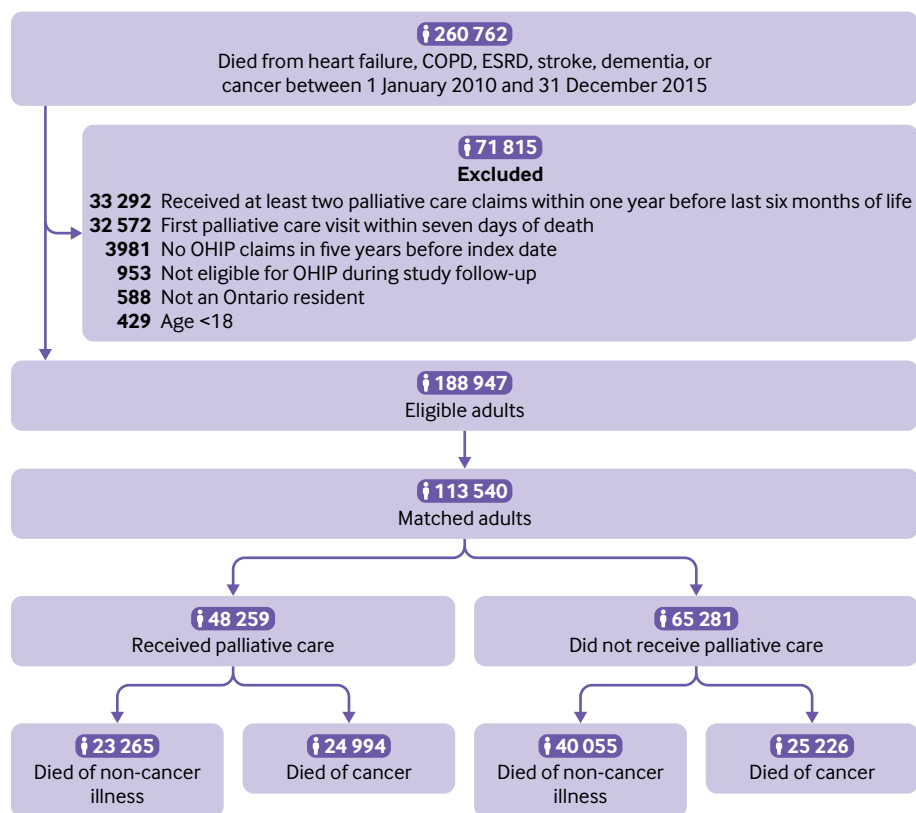 260 762
Died from heart failure, COPD, ESRD, stroke, dementia, or
cancer between 1 January 2010 and 31 December 2015
71 815
Excluded
33 292 Received at least two palliative care claims within one year before last six months of life
32 572 First palliative care visit within seven days of death
3981 No OHIP claims in five years before index date
953 Not eligible for OHIP during study follow-up
588 Not an Ontario resident
429 Age <18
188 947
Eligible adults
113 540
Matched adults
48 259
Received palliative care
65 281
Did not receive palliative care
23 265
Died of non-cancer
illness
24 994
Died of cancer
40 055
Died of non-cancer
illness
25 226
Died of cancer